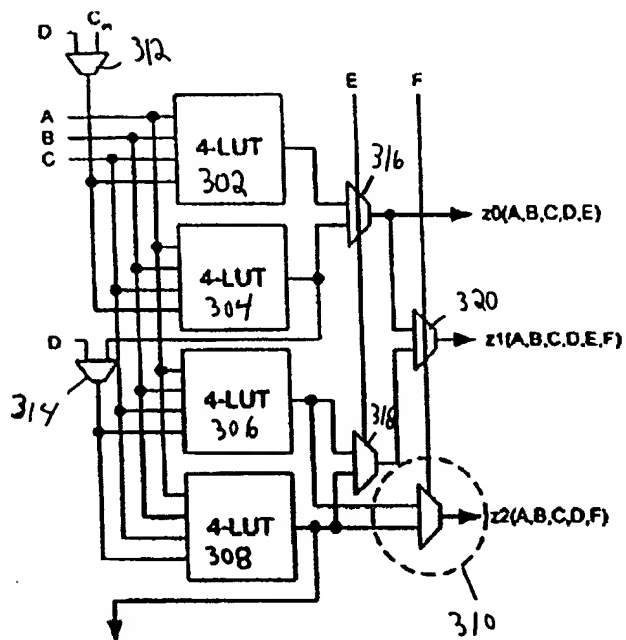 D C_in
312
E F
A
B
C
4-LUT
302
316
z0(A,B,C,D,E)
4-LUT
304
320
D
z1(A,B,C,D,E,F)
314
4-LUT
306
318
z2(A,B,C,D,F)
4-LUT
308
310